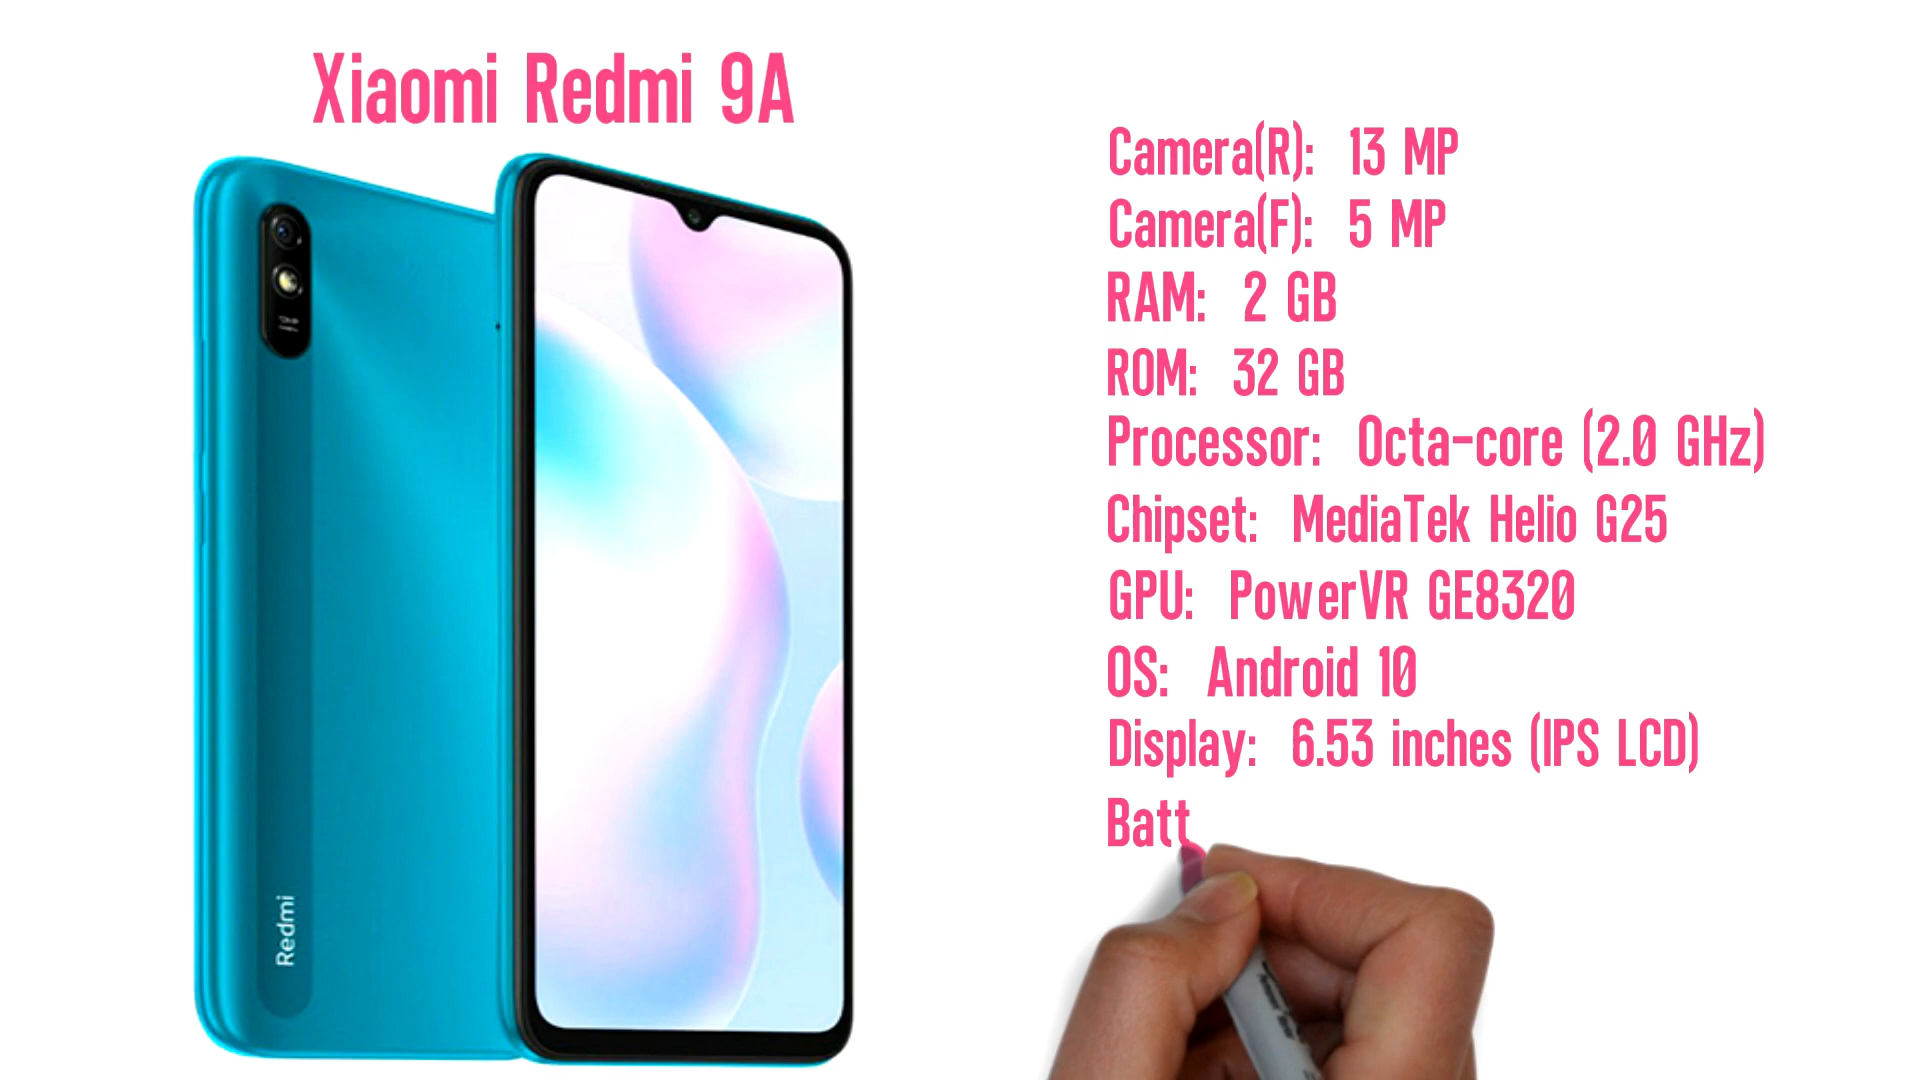 Xiaomi Redmi 9A
Camera(R): 13 MP
Camera(F): 5 MP
RAM: 2 GB
ROM: 32 GB
Processor: Octa-core (2.0 GHz)
Chipset: MediaTek Helio G25
GPU: PowerVR GE8320
OS: Android 10
Display: 6.53 inches (IPS LCD)
Batt
Redmi